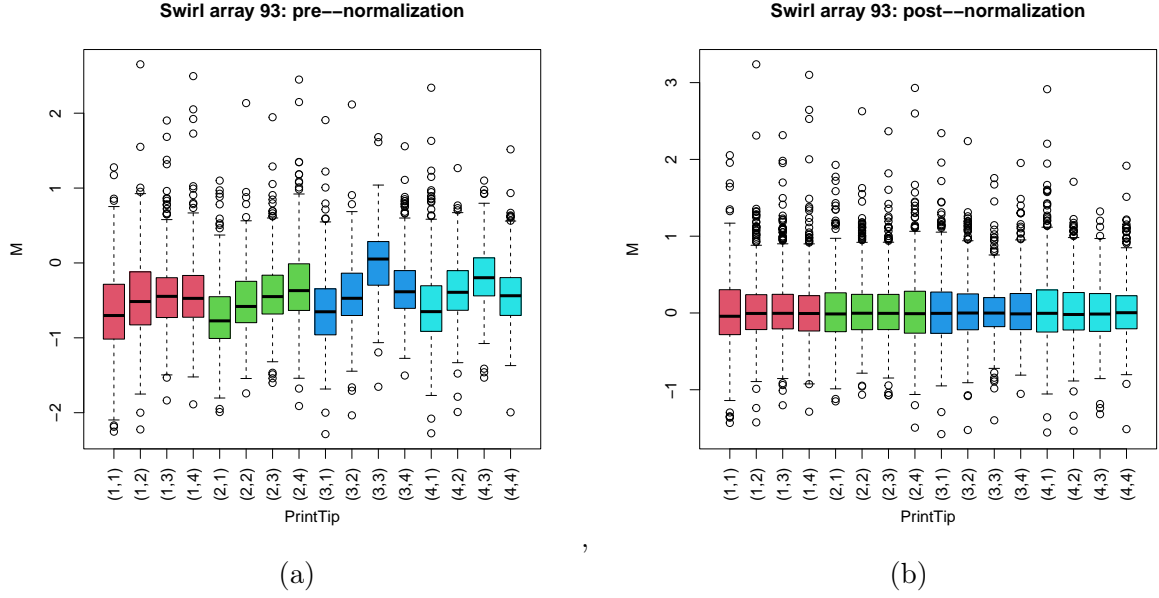 Swirl array 93: pre−−normalization
M
2
1
0
−1
−2
(1,1) (1,2) (1,3) (1,4) (2,1) (2,2) (2,3) (2,4) (3,1) (3,2) (3,3) (3,4) (4,1) (4,2) (4,3) (4,4)
PrintTip
(a)
,
Swirl array 93: post−−normalization
M
3
2
1
0
−1
(1,1) (1,2) (1,3) (1,4) (2,1) (2,2) (2,3) (2,4) (3,1) (3,2) (3,3) (3,4) (4,1) (4,2) (4,3) (4,4)
PrintTip
(b)